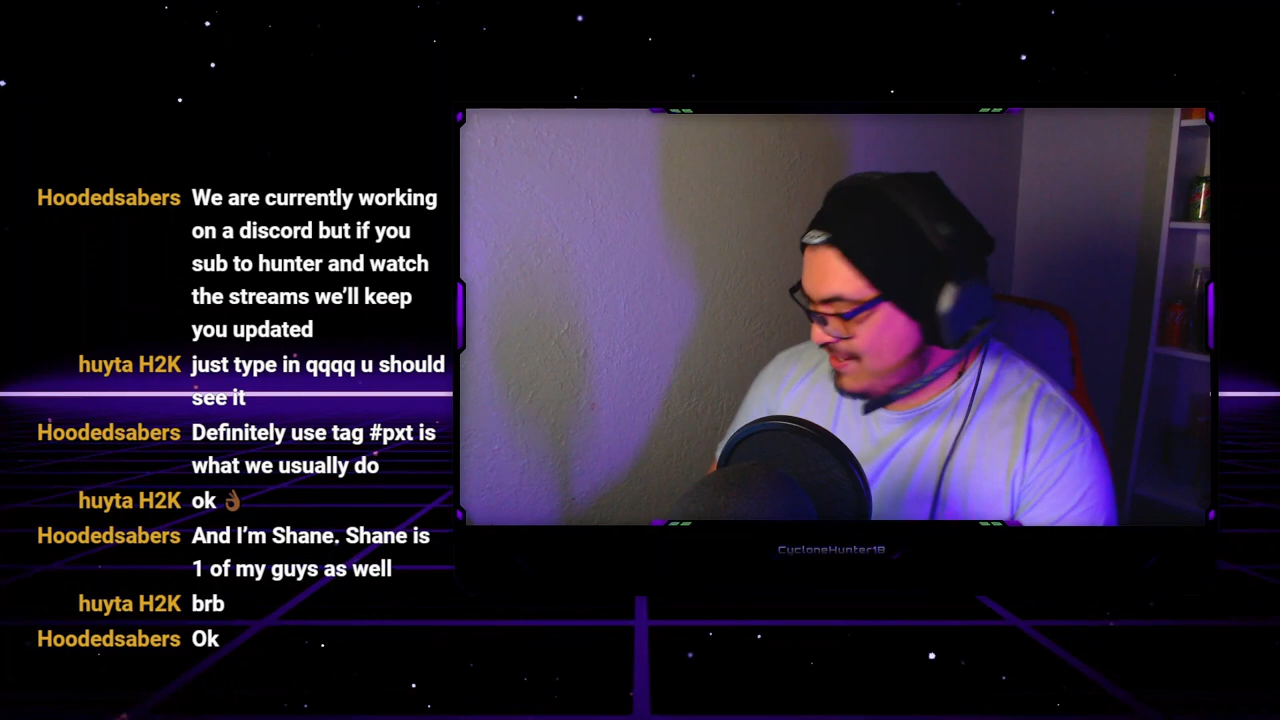 Hoodedsabers We are currently working
on a discord but if you
sub to hunter and watch
the streams we’ll keep
you updated
huyta H2K just type in qqqq u should
see it
Hoodedsabers Definitely use tag #pxt is
what we usually do
huyta H2K ok 👌🏾
Hoodedsabers And I’m Shane. Shane is
1 of my guys as well
huyta H2K brb
Hoodedsabers Ok
CycloneHunter18